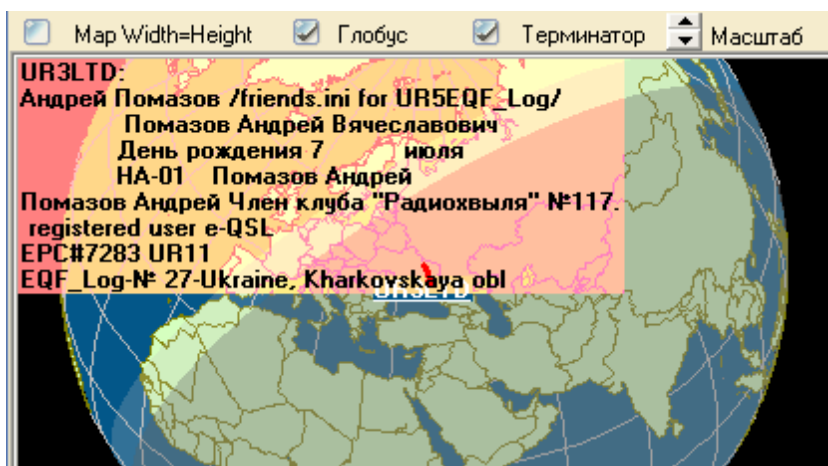 Map Width=Height Глобус Терминатор Масштаб
UR3LTD:
Андрей Помазов /friends.ini for UR5EQF_Log/
Помазов Андрей Вячеславович
День рождения 7 июля
НА-01 Помазов Андрей
Помазов Андрей Член клуба "Радиохвыля" №117.
registered user e-QSL
EPC#7283 UR11
EQF_Log-№ 27-Ukraine, Kharkovskaya obl
UR3LTD